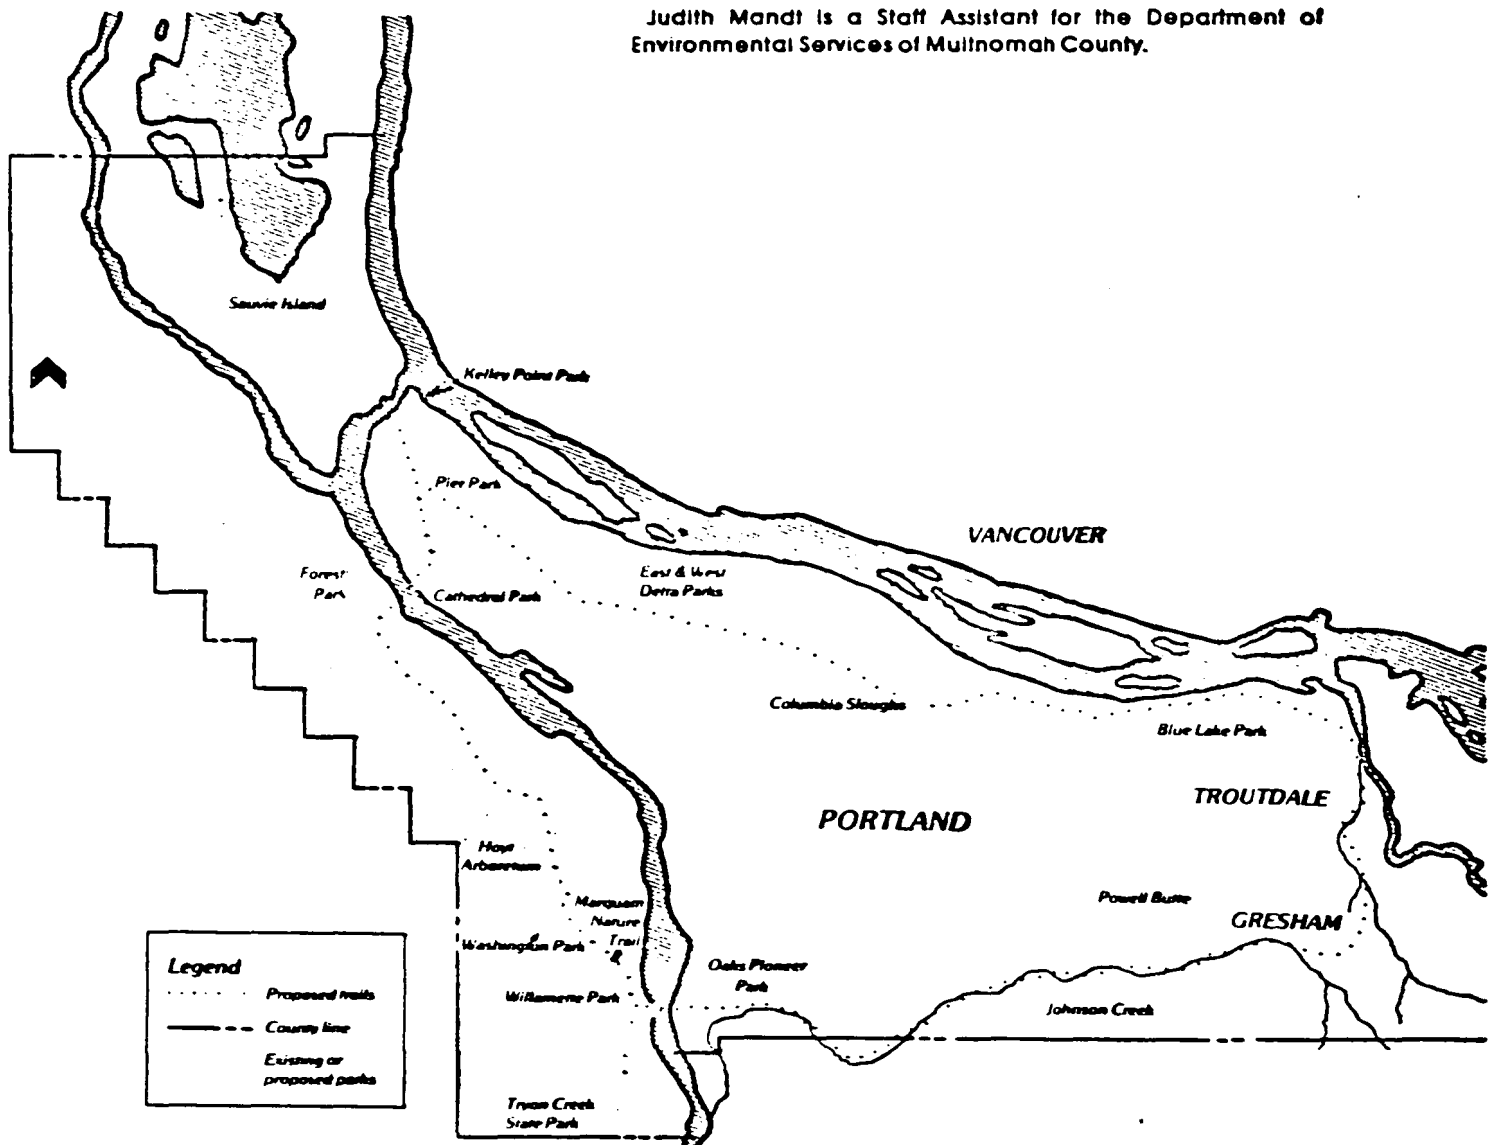 Judith Mandt is a Staff Assistant for the Department of
Environmental Services of Multnomah County.
Sauvie Island
Kelley Point Park
Pier Park
VANCOUVER
Forest
Park
East & West
Delta Parks
Cathedral Park
Columbia Sloughs
Blue Lake Park
TROUTDALE
PORTLAND
Hoyt
Arboretum
Marquam
Nature
Trail
Powell Butte
GRESHAM
Washington Park
Oaks Pioneer
Park
Willamette Park
Johnson Creek
Legend
Proposed trails
County line
Existing or
proposed parks
Tryon Creek
State Park